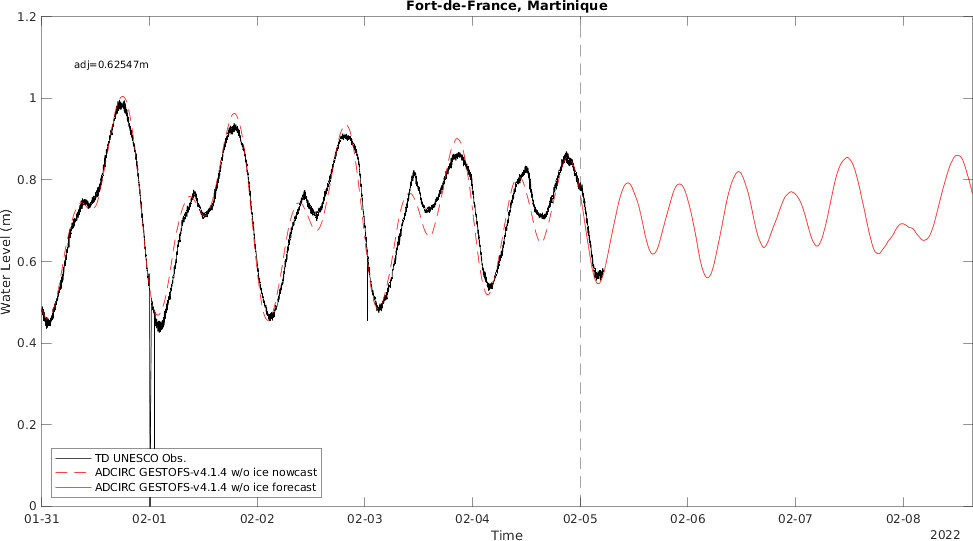 Fort-de-France, Martinique
1.2
adj=0.62547m
1
0.8
0.6
0.4
0.2
0
Water Level (m)
TD UNESCO Obs.
ADCIRC GESTOFS-v4.1.4 w/o ice nowcast
ADCIRC GESTOFS-v4.1.4 w/o ice forecast
01-31 02-01 02-02 02-03 02-04 02-05 02-06 02-07 02-08
Time
2022